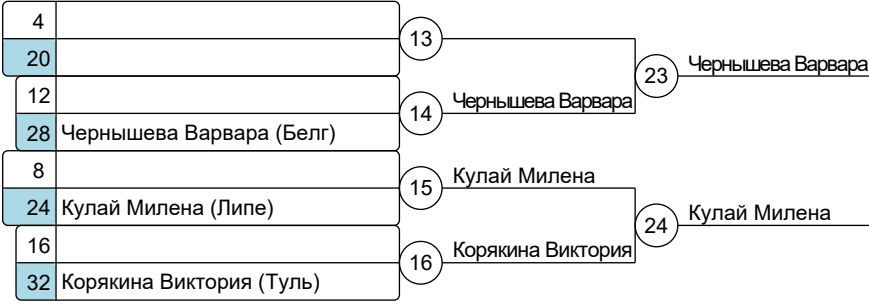 4
13
20
23
Чернышева Варвара
12
14
Чернышева Варвара
28 Чернышева Варвара (Белг)
8
15
Кулай Милена
24 Кулай Милена (Липе)
24
Кулай Милена
16
16
Корякина Виктория
32 Корякина Виктория (Туль)